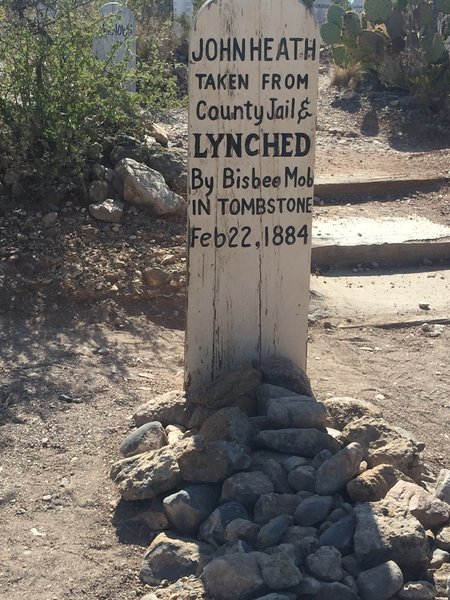 JOHN HEATH
TAKEN FROM
County Jail &
LYNCHED
By Bisbee Mob
IN TOMBSTONE
Feb 22, 1884